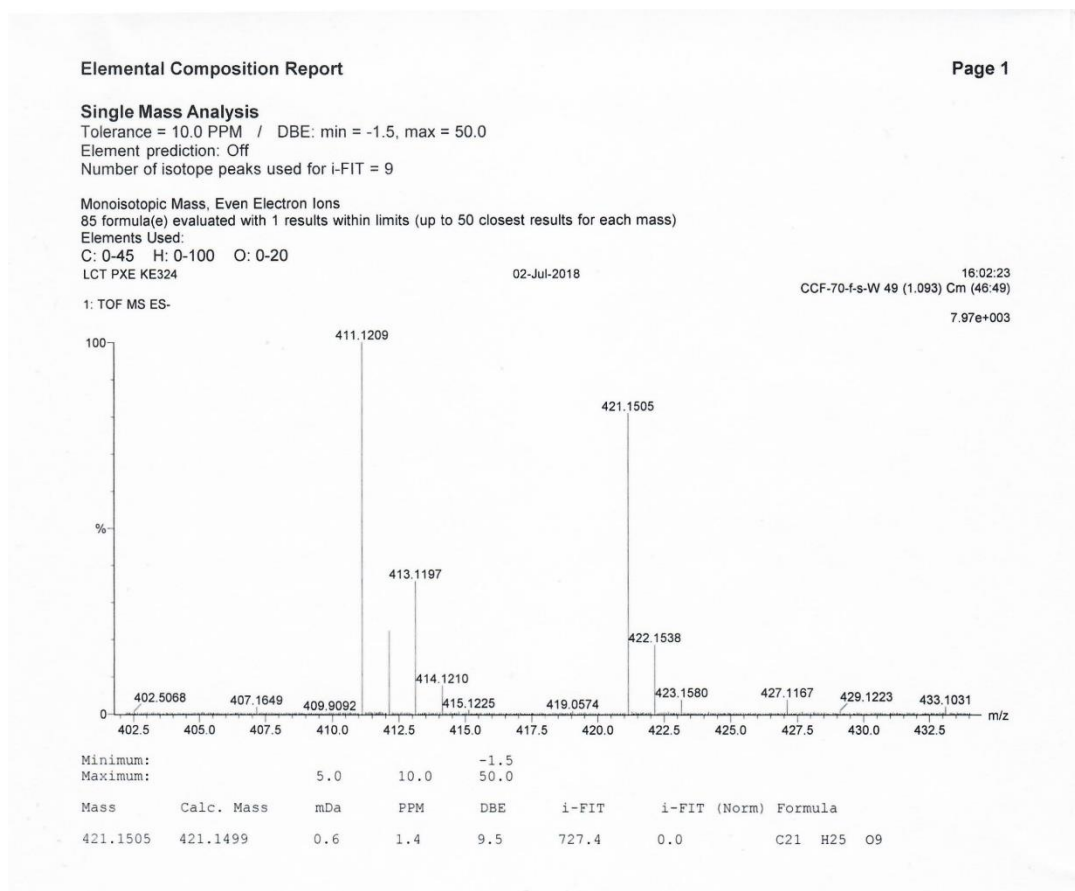 Elemental Composition Report Page 1
Single Mass Analysis
Tolerance = 10.0 PPM / DBE: min = -1.5, max = 50.0
Element prediction: Off
Number of isotope peaks used for i-FIT = 9
Monoisotopic Mass, Even Electron Ions
85 formula(e) evaluated with 1 results within limits (up to 50 closest results for each mass)
Elements Used:
C: 0-45 H: 0-100 O: 0-20
LCT PXE KE324 02-Jul-2018 16:02:23
CCF-70-f-s-W 49 (1.093) Cm (46:49)
1: TOF MS ES-
7.97e+003
411.1209
100
421.1505
%
413.1197
422.1538
414.1210
402.5068 407.1649 409.9092 415.1225 419.0574 423.1580 427.1167 429.1223 433.1031
0 m/z
402.5 405.0 407.5 410.0 412.5 415.0 417.5 420.0 422.5 425.0 427.5 430.0 432.5
Minimum: -1.5
Maximum: 5.0 10.0 50.0
Mass Calc. Mass mDa PPM DBE i-FIT i-FIT (Norm) Formula
421.1505 421.1499 0.6 1.4 9.5 727.4 0.0 C21 H25 O9